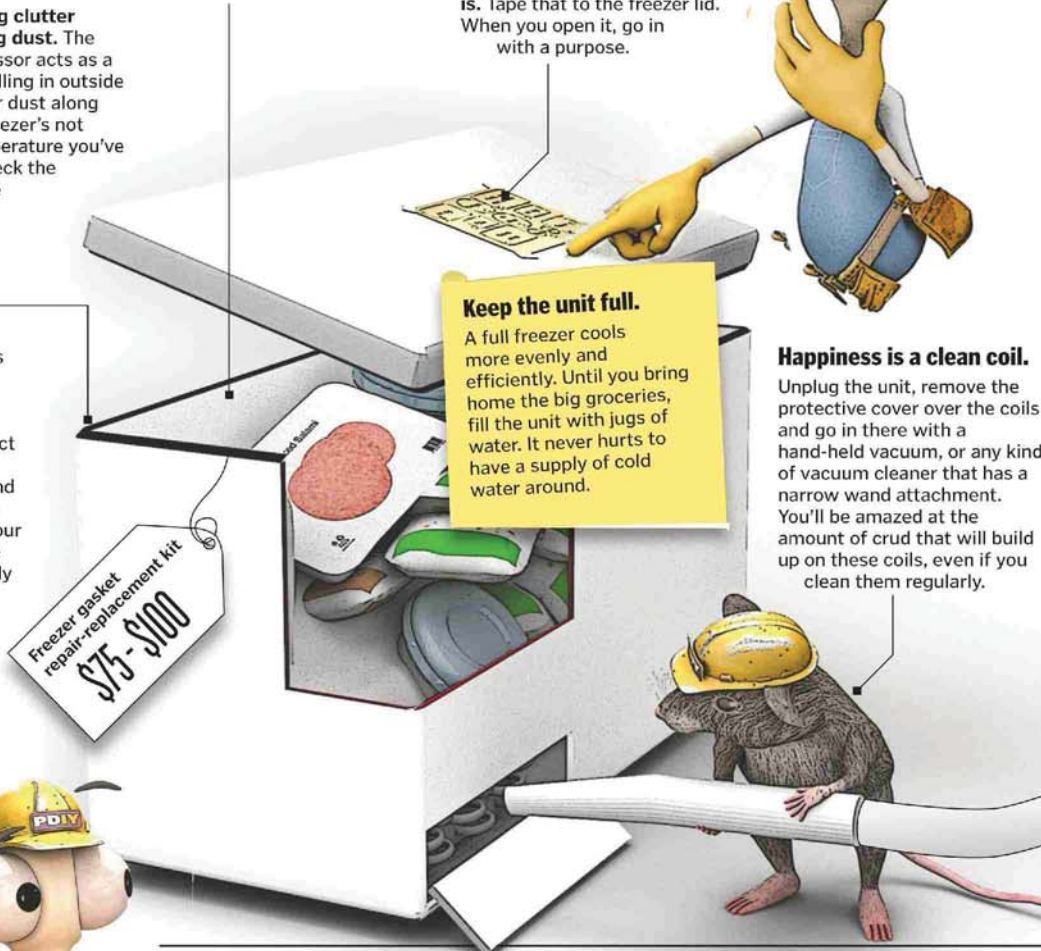 g clutter
g dust. The
ssor acts as a
lling in outside
r dust along
ezer's not
perature you've
eck the
is. Tape that to the freezer lid.
When you open it, go in
with a purpose.
s
ct
nd
our
ly
Keep the unit full.
A full freezer cools
more evenly and
efficiently. Until you bring
home the big groceries,
fill the unit with jugs of
water. It never hurts to
have a supply of cold
water around.
Happiness is a clean coil.
Unplug the unit, remove the
protective cover over the coils
and go in there with a
hand-held vacuum, or any kind
of vacuum cleaner that has a
narrow wand attachment.
You'll be amazed at the
amount of crud that will build
up on these coils, even if you
clean them regularly.
Freezer gasket
repair-replacement kit
$75 - $100
PDIY